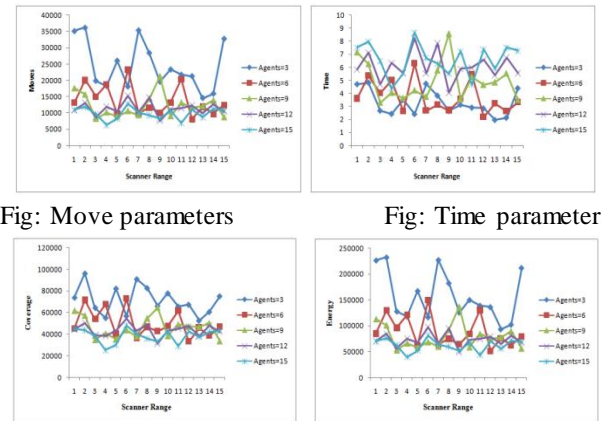 40000
35000
30000
25000
20000
15000
10000
5000
0
Moves
1 2 3 4 5 6 7 8 9 10 11 12 13 14 15
Scanner Range
Agents=3
Agents=6
Agents=9
Agents=12
Agents=15
10
9
8
7
6
5
4
3
2
1
0
Time
1 2 3 4 5 6 7 8 9 10 11 12 13 14 15
Scanner Range
Agents=3
Agents=6
Agents=9
Agents=12
Agents=15
Fig: Move parameters
Fig: Time parameter
120000
100000
80000
60000
40000
20000
0
Coverage
1 2 3 4 5 6 7 8 9 10 11 12 13 14 15
Scanner Range
Agents=3
Agents=6
Agents=9
Agents=12
Agents=15
250000
200000
150000
100000
50000
0
Energy
1 2 3 4 5 6 7 8 9 10 11 12 13 14 15
Scanner Range
Agents=3
Agents=6
Agents=9
Agents=12
Agents=15